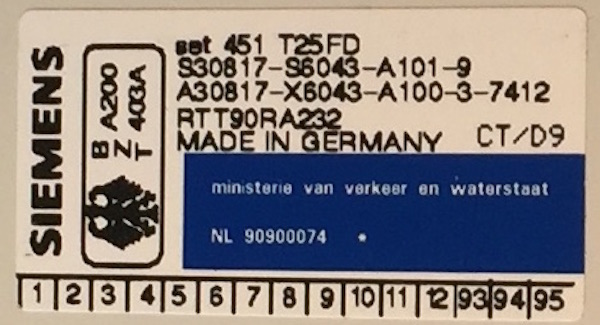 SIEMENS
BZT
A200
403A
set 451 T25FD
S30817-S6043-A101-9
A30817-X6043-A100-3-7412
RTT90RA232
MADE IN GERMANY CT/D9
ministerie van verkeer en waterstaat
NL 90900074 *
1 2 3 4 5 6 7 8 9 10 11 12 93 94 95